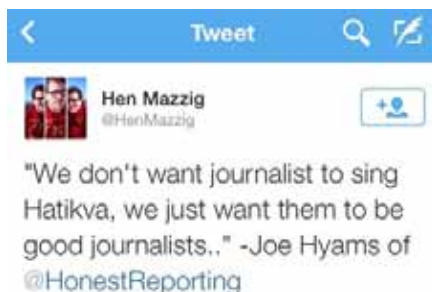 Tweet
Hen Mazzig
@HenMazzig
"We don't want journalist to sing
Hatikva, we just want them to be
good journalists.." -Joe Hyams of
@HonestReporting